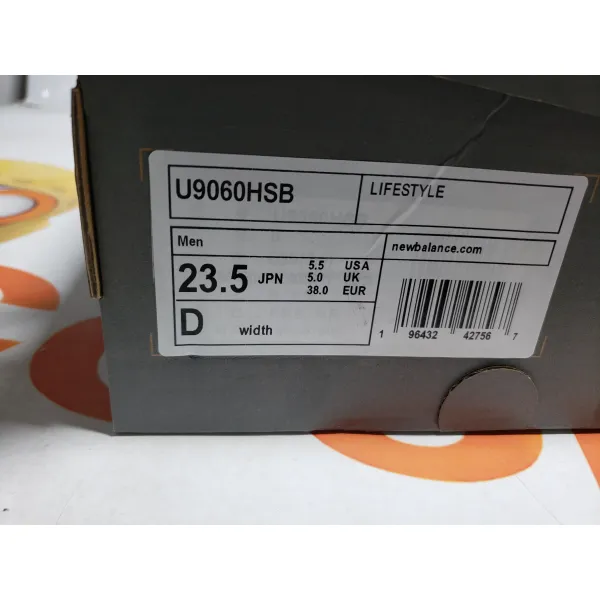 U9060HSB
LIFESTYLE
Men
newbalance.com
23.5 JPN
5.5 USA
5.0 UK
38.0 EUR
D width
1 96432 42756 7